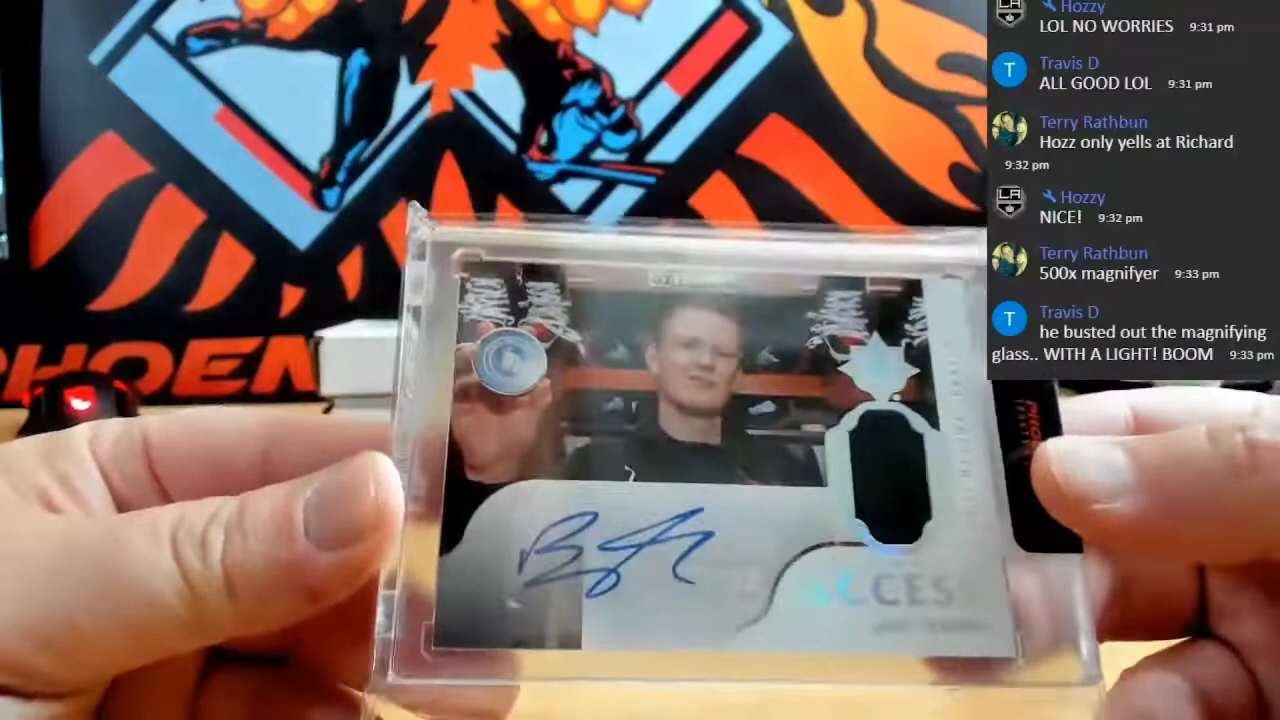 Hozzy
LOL NO WORRIES 9:31 pm
T
Travis D
ALL GOOD LOL 9:31 pm
Terry Rathbun
Hozz only yells at Richard
9:32 pm
LA
Hozzy
NICE! 9:32 pm
Terry Rathbun
500x magnifyer 9:33 pm
T
Travis D
he busted out the magnifying
glass.. WITH A LIGHT! BOOM 9:33 pm
PHOEN
ACCES